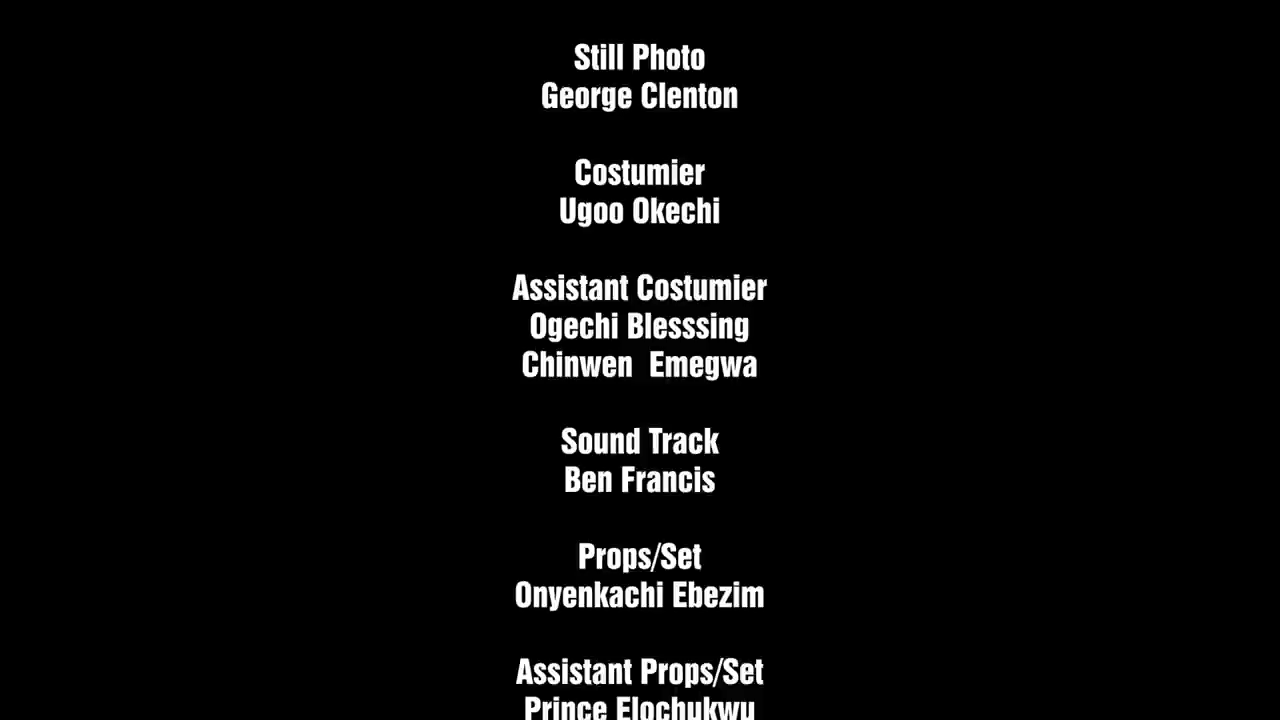 Still Photo
George Clenton
Costumier
Ugoo Okechi
Assistant Costumier
Ogechi Blesssing
Chinwen  Emegwa
Sound Track
Ben Francis
Props/Set
Onyenkachi Ebezim
Assistant Props/Set
Prince Elochukwu